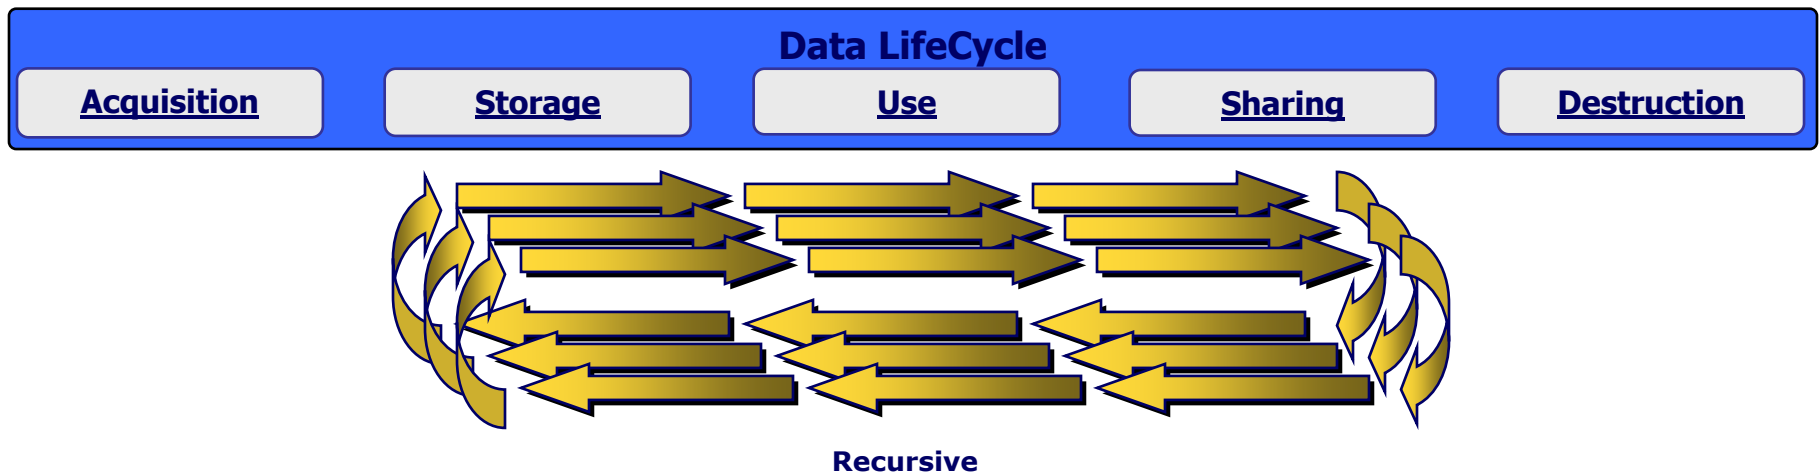 Data LifeCycle
Acquisition Storage Use Sharing Destruction
Recursive